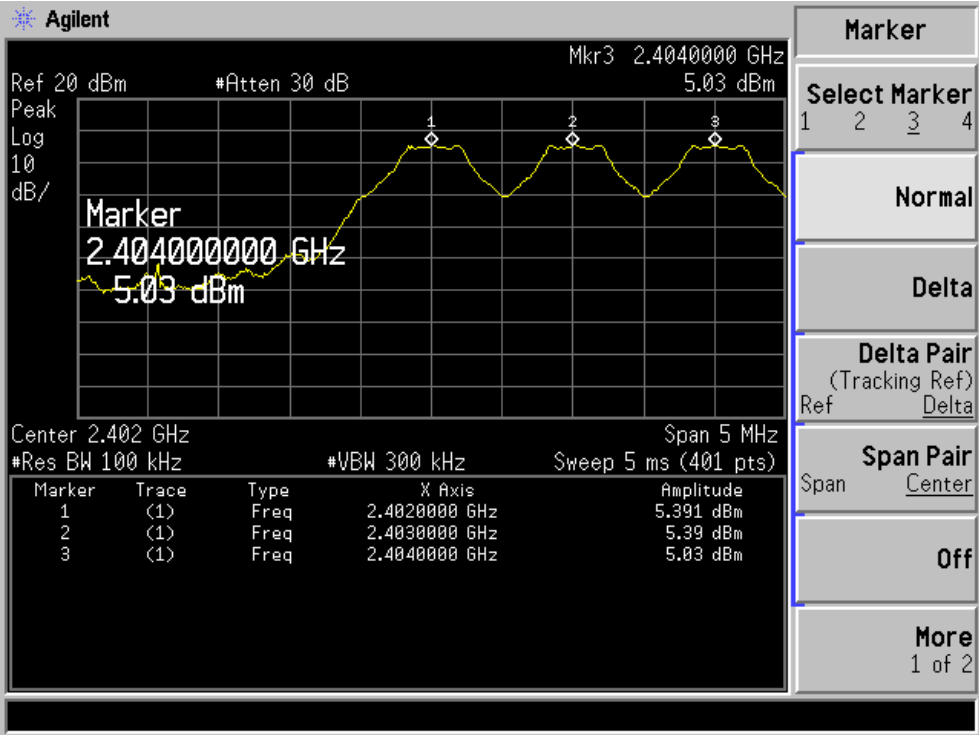 Agilent
Mkr3 2.4040000 GHz
Ref 20 dBm #Atten 30 dB 5.03 dBm
Peak
Log
10
dB/
1 2 3
Marker
2.404000000 GHz
5.03 dBm
Center 2.402 GHz Span 5 MHz
#Res BW 100 kHz #VBW 300 kHz Sweep 5 ms (401 pts)
Marker Trace Type X Axis Amplitude
1 (1) Freq 2.4020000 GHz 5.391 dBm
2 (1) Freq 2.4030000 GHz 5.39 dBm
3 (1) Freq 2.4040000 GHz 5.03 dBm
Marker
Select Marker
1 2 3 4
Normal
Delta
Delta Pair
(Tracking Ref)
Ref Delta
Span Pair
Span Center
Off
More
1 of 2